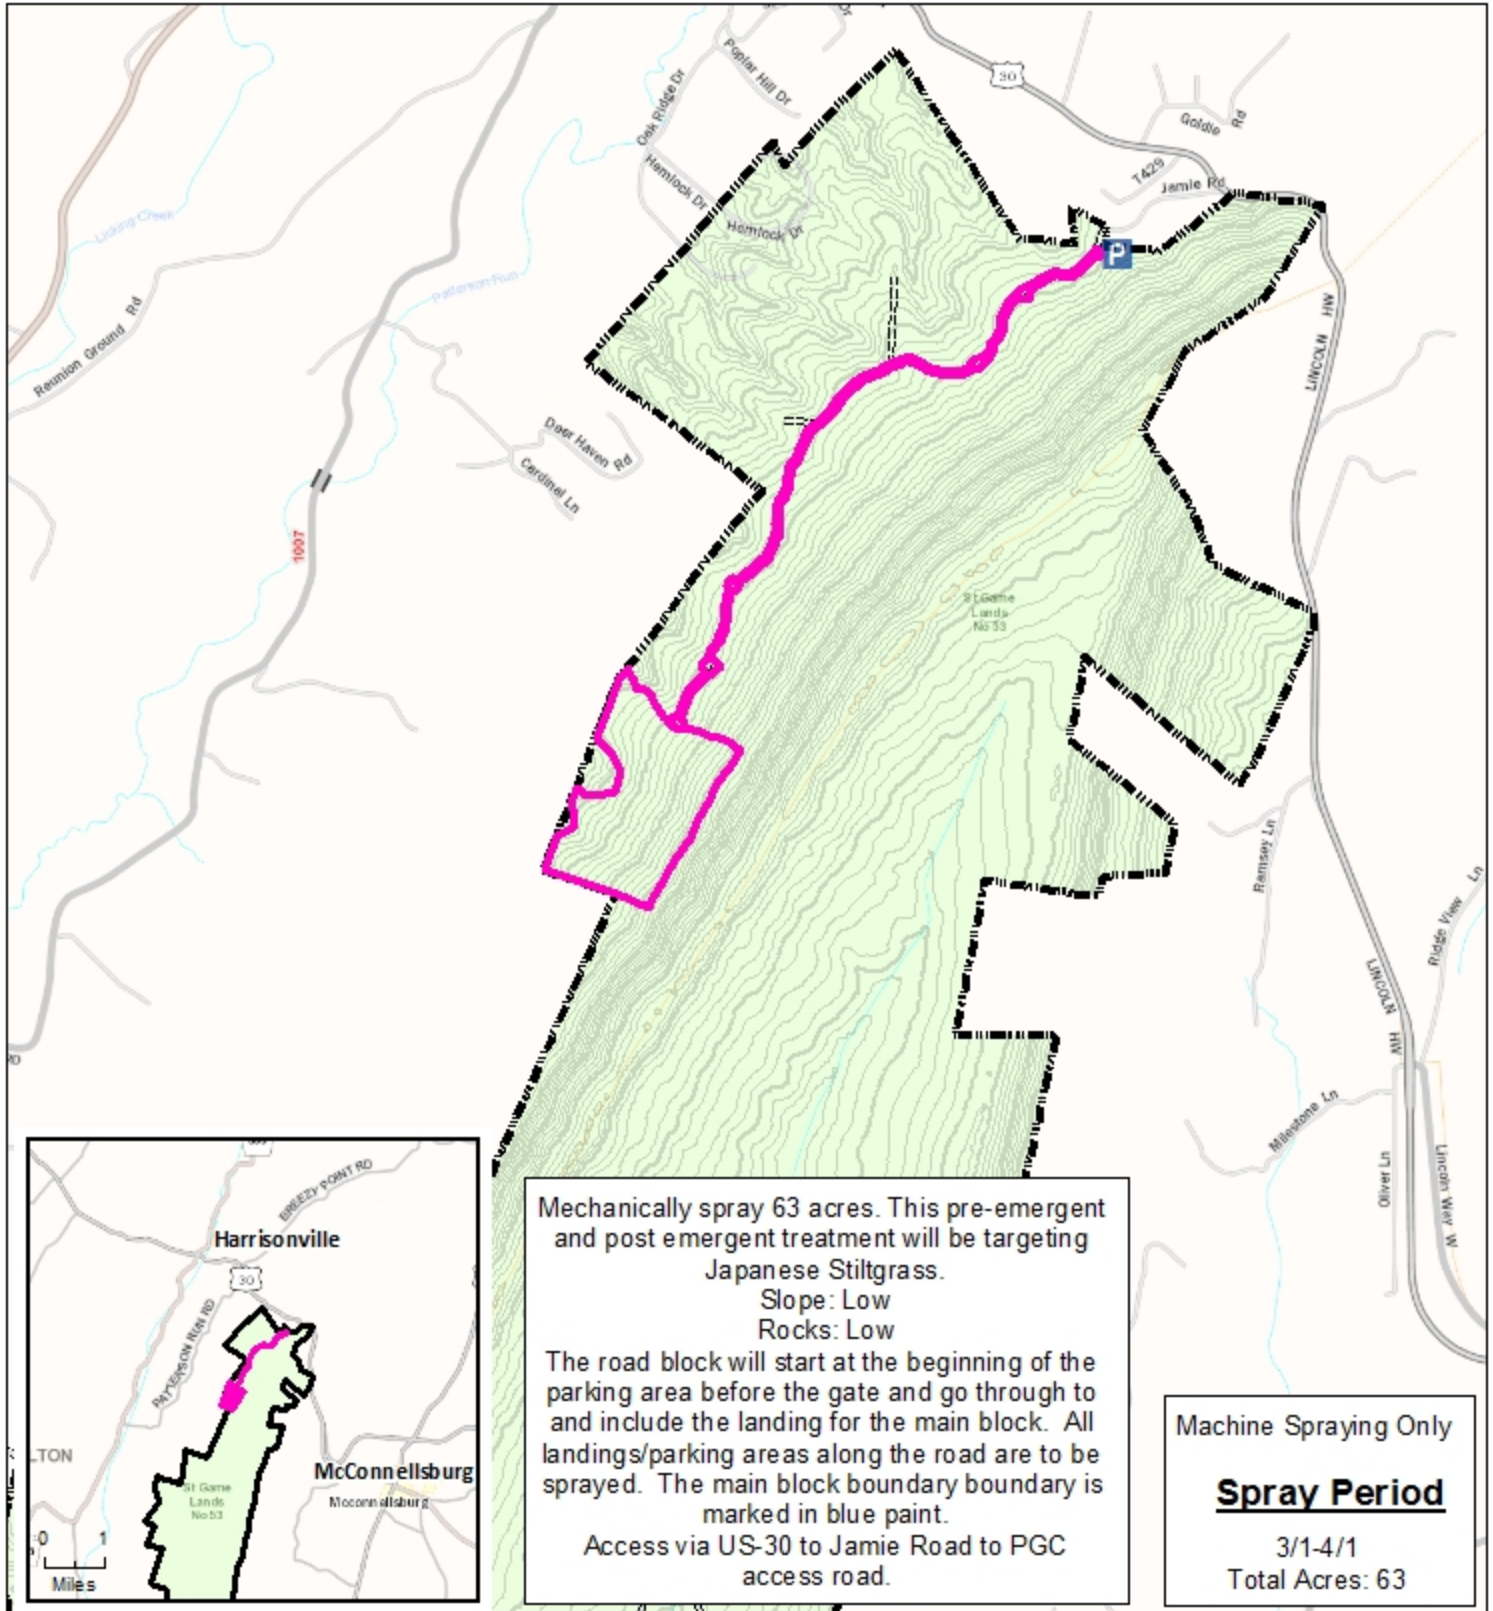 Poplar Hill Dr
Dr
Oak Ridge Dr
30
Goldie Rd
T429
Jamie Rd
Hemlock Dr
Hemlock Dr
P
Licking Creek
Patterson Run
Reunion Ground Rd
LINCOLN HW
Deer Haven Rd
Cardinal Ln
1007
St Game
Lands
No 53
Ramsey Ln
Ridge View Ln
LINCOLN HW
Milestone Ln
Oliver Ln
Lincoln Way W
BREEZY POINT RD
Harrisonville
30
PATTERSON RUN RD
McConnellsburg
Mcconnellsburg
LTON
St Game
Lands
No 53
0 1
Miles
Mechanically spray 63 acres. This pre-emergent
and post emergent treatment will be targeting
Japanese Stiltgrass.
Slope: Low
Rocks: Low
The road block will start at the beginning of the
parking area before the gate and go through to
and include the landing for the main block. All
landings/parking areas along the road are to be
sprayed. The main block boundary boundary is
marked in blue paint.
Access via US-30 to Jamie Road to PGC
access road.
Machine Spraying Only
Spray Period
3/1-4/1
Total Acres: 63